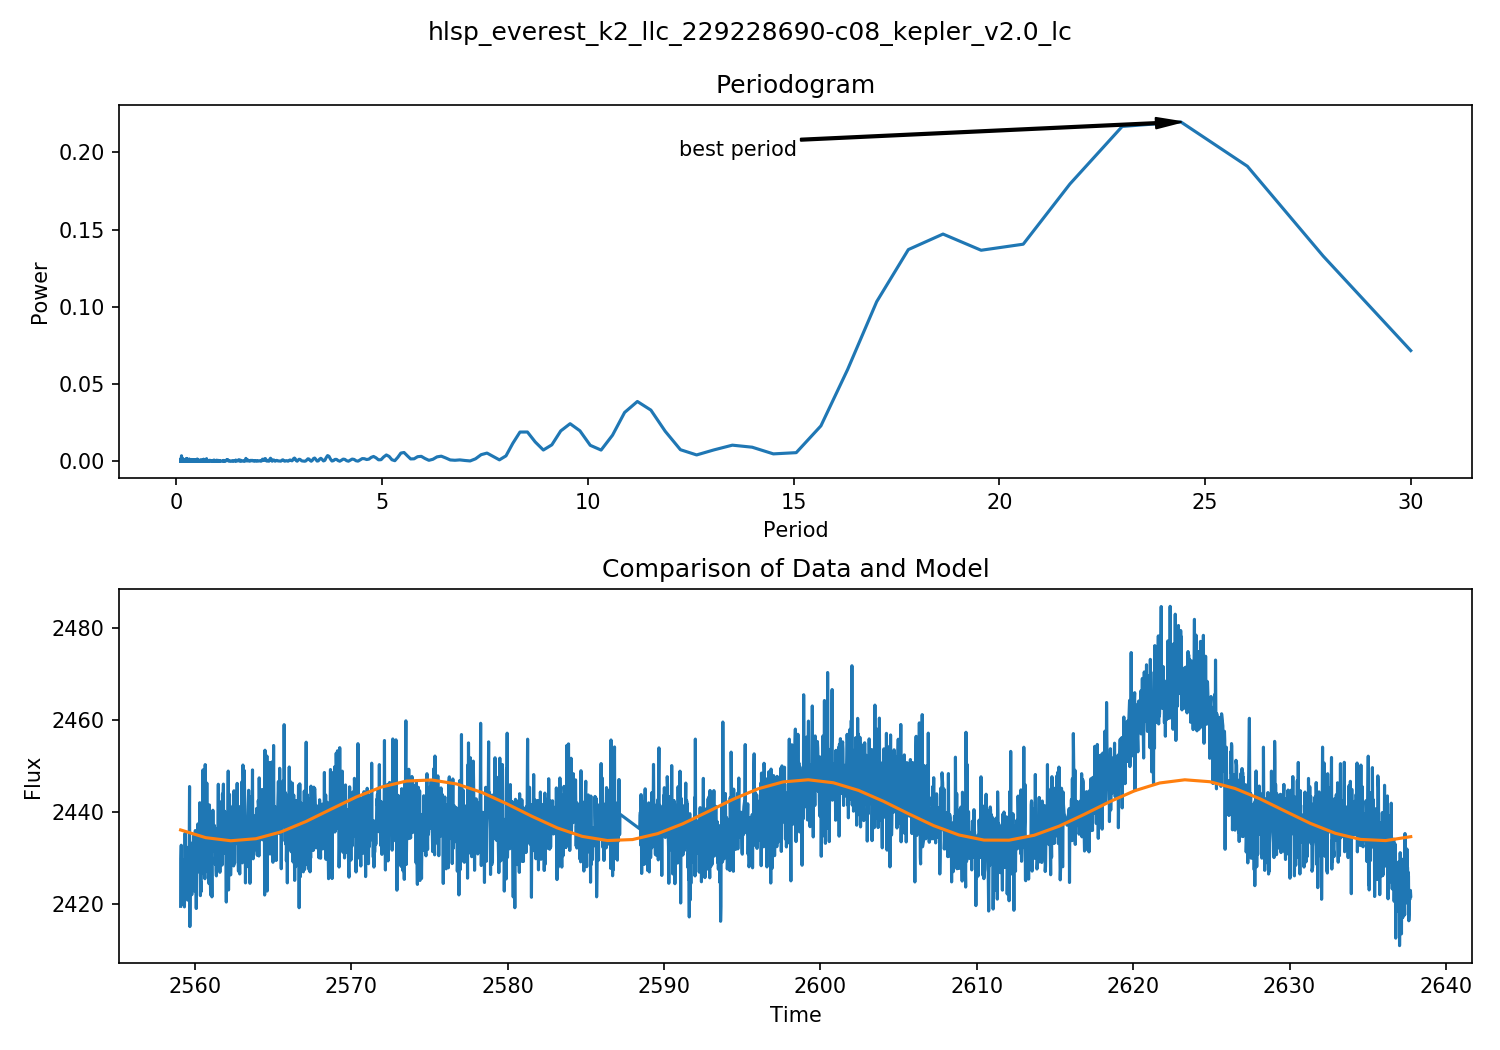 hlsp_everest_k2_llc_229228690-c08_kepler_v2.0_lc
Periodogram
best period
0.20
0.15
0.10
0.05
0.00
Power
0 5 10 15 20 25 30
Period
Comparison of Data and Model
2480
2460
2440
2420
Flux
2560 2570 2580 2590 2600 2610 2620 2630 2640
Time